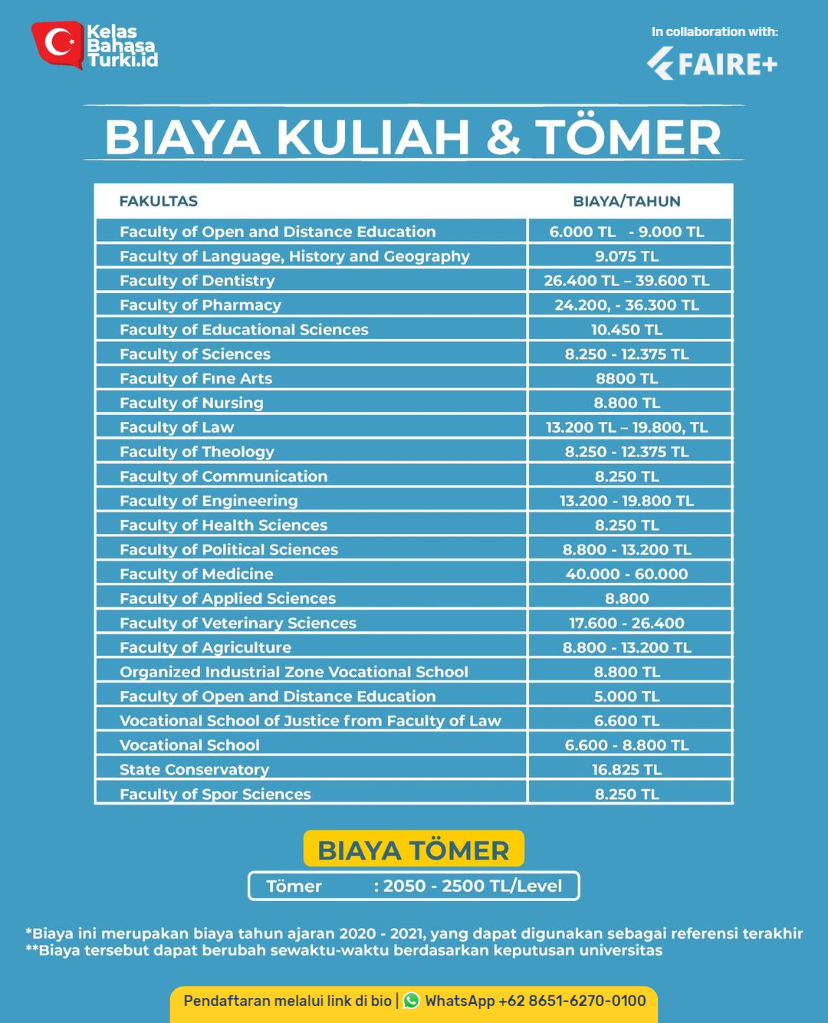 Kelas
Bahasa
Turki.id
In collaboration with:
FAIRE+
BIAYA KULIAH & TÖMER
FAKULTAS BIAYA/TAHUN
Faculty of Open and Distance Education 6.000 TL - 9.000 TL
Faculty of Language, History and Geography 9.075 TL
Faculty of Dentistry 26.400 TL – 39.600 TL
Faculty of Pharmacy 24.200, - 36.300 TL
Faculty of Educational Sciences 10.450 TL
Faculty of Sciences 8.250 - 12.375 TL
Faculty of Fıne Arts 8800 TL
Faculty of Nursing 8.800 TL
Faculty of Law 13.200 TL – 19.800, TL
Faculty of Theology 8.250 - 12.375 TL
Faculty of Communication 8.250 TL
Faculty of Engineering 13.200 - 19.800 TL
Faculty of Health Sciences 8.250 TL
Faculty of Political Sciences 8.800 - 13.200 TL
Faculty of Medicine 40.000 - 60.000
Faculty of Applied Sciences 8.800
Faculty of Veterinary Sciences 17.600 - 26.400
Faculty of Agriculture 8.800 - 13.200 TL
Organized Industrial Zone Vocational School 8.800 TL
Faculty of Open and Distance Education 5.000 TL
Vocational School of Justice from Faculty of Law 6.600 TL
Vocational School 6.600 - 8.800 TL
State Conservatory 16.825 TL
Faculty of Spor Sciences 8.250 TL
BIAYA TÖMER
Tömer : 2050 - 2500 TL/Level
*Biaya ini merupakan biaya tahun ajaran 2020 - 2021, yang dapat digunakan sebagai referensi terakhir
**Biaya tersebut dapat berubah sewaktu-waktu berdasarkan keputusan universitas
Pendaftaran melalui link di bio | WhatsApp +62 8651-6270-0100